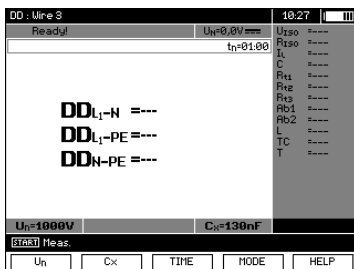 DD : Wire 3 10:27
Ready! UN=0,0V
tn=01:00
UISO =---
RISO =---
IL =---
C =---
Rt1 =---
Rt2 =---
Rt3 =---
Ab1 =---
Ab2 =---
L =---
TC =---
T =---
DDL1-N =---
DDL1-PE=---
DDN-PE=---
Un=1000V CX=130nF
START Meas.
Un Cx TIME MODE HELP